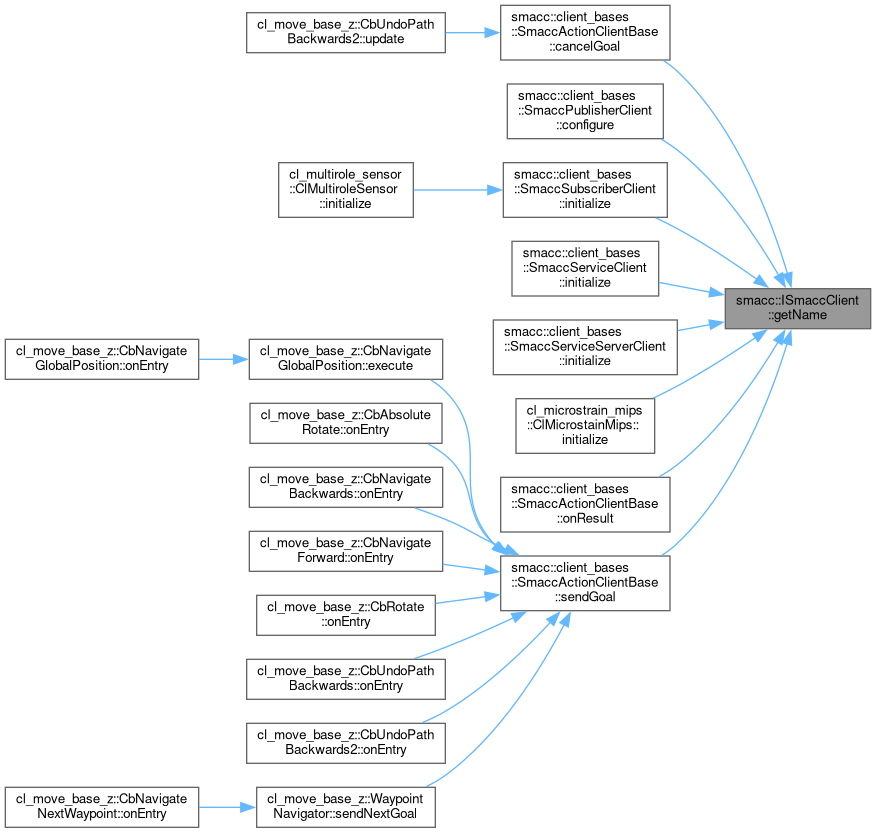 cl_move_base_z::CbUndoPath
Backwards2::update
smacc::client_bases
::SmaccActionClientBase
::cancelGoal
smacc::client_bases
::SmaccPublisherClient
::configure
cl_multirole_sensor
::ClMultiroleSensor
::initialize
smacc::client_bases
::SmaccSubscriberClient
::initialize
smacc::client_bases
::SmaccServiceClient
::initialize
smacc::ISmaccClient
::getName
smacc::client_bases
::SmaccServiceServerClient
::initialize
cl_move_base_z::CbNavigate
GlobalPosition::onEntry
cl_move_base_z::CbNavigate
GlobalPosition::execute
cl_microstrain_mips
::ClMicrostainMips::
initialize
cl_move_base_z::CbAbsolute
Rotate::onEntry
cl_move_base_z::CbNavigate
Backwards::onEntry
smacc::client_bases
::SmaccActionClientBase
::onResult
cl_move_base_z::CbNavigate
Forward::onEntry
smacc::client_bases
::SmaccActionClientBase
::sendGoal
cl_move_base_z::CbRotate
::onEntry
cl_move_base_z::CbUndoPath
Backwards::onEntry
cl_move_base_z::CbUndoPath
Backwards2::onEntry
cl_move_base_z::CbNavigate
NextWaypoint::onEntry
cl_move_base_z::Waypoint
Navigator::sendNextGoal